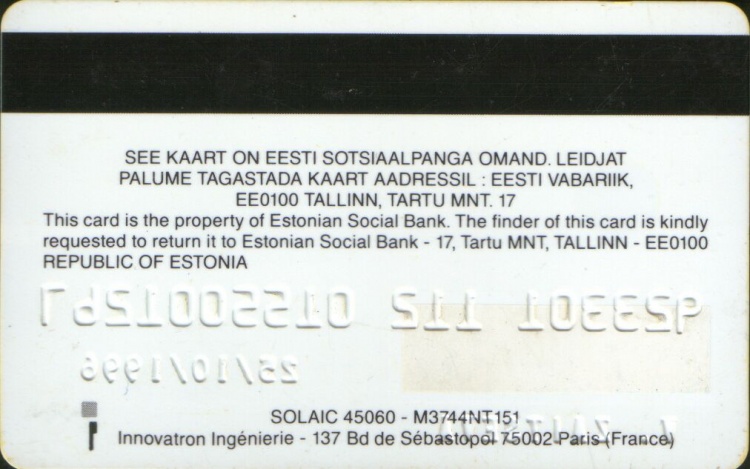 SEE KAART ON EESTI SOTSIAALPANGA OMAND. LEIDJAT
PALUME TAGASTADA KAART AADRESSIL : EESTI VABARIIK,
EE0100 TALLINN, TARTU MNT. 17
This card is the property of Estonian Social Bank. The finder of this card is kindly
requested to return it to Estonian Social Bank - 17, Tartu MNT, TALLINN - EE0100
REPUBLIC OF ESTONIA
SOLAIC 45060 - M3744NT151
Innovatron Ingénierie - 137 Bd de Sébastopol 75002 Paris (France)